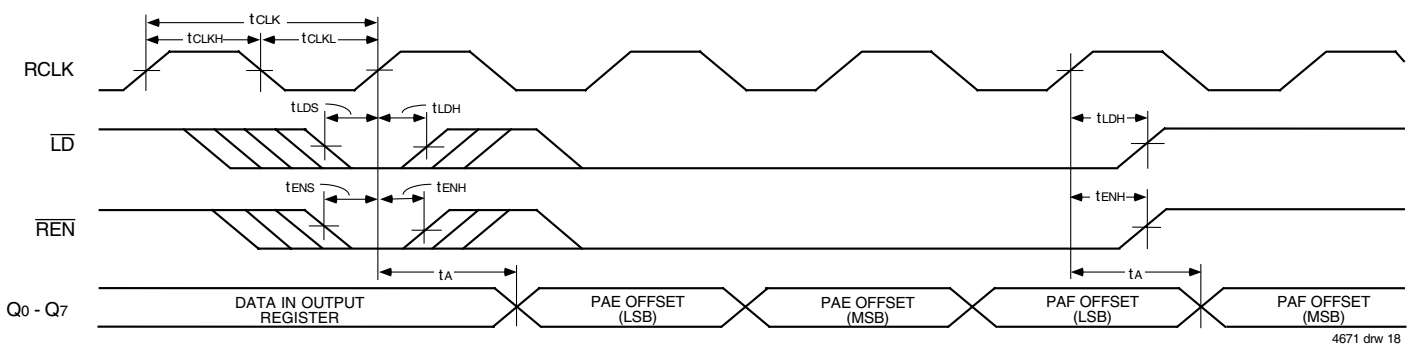 tCLK
tCLKH
tCLKL
RCLK
tLDS
tLDH
tLDH
LD
tENS
tENH
tENH
REN
tA
tA
Q0 - Q7
DATA IN OUTPUT
REGISTER
PAE OFFSET
(LSB)
PAE OFFSET
(MSB)
PAF OFFSET
(LSB)
PAF OFFSET
(MSB)
4671 drw 18